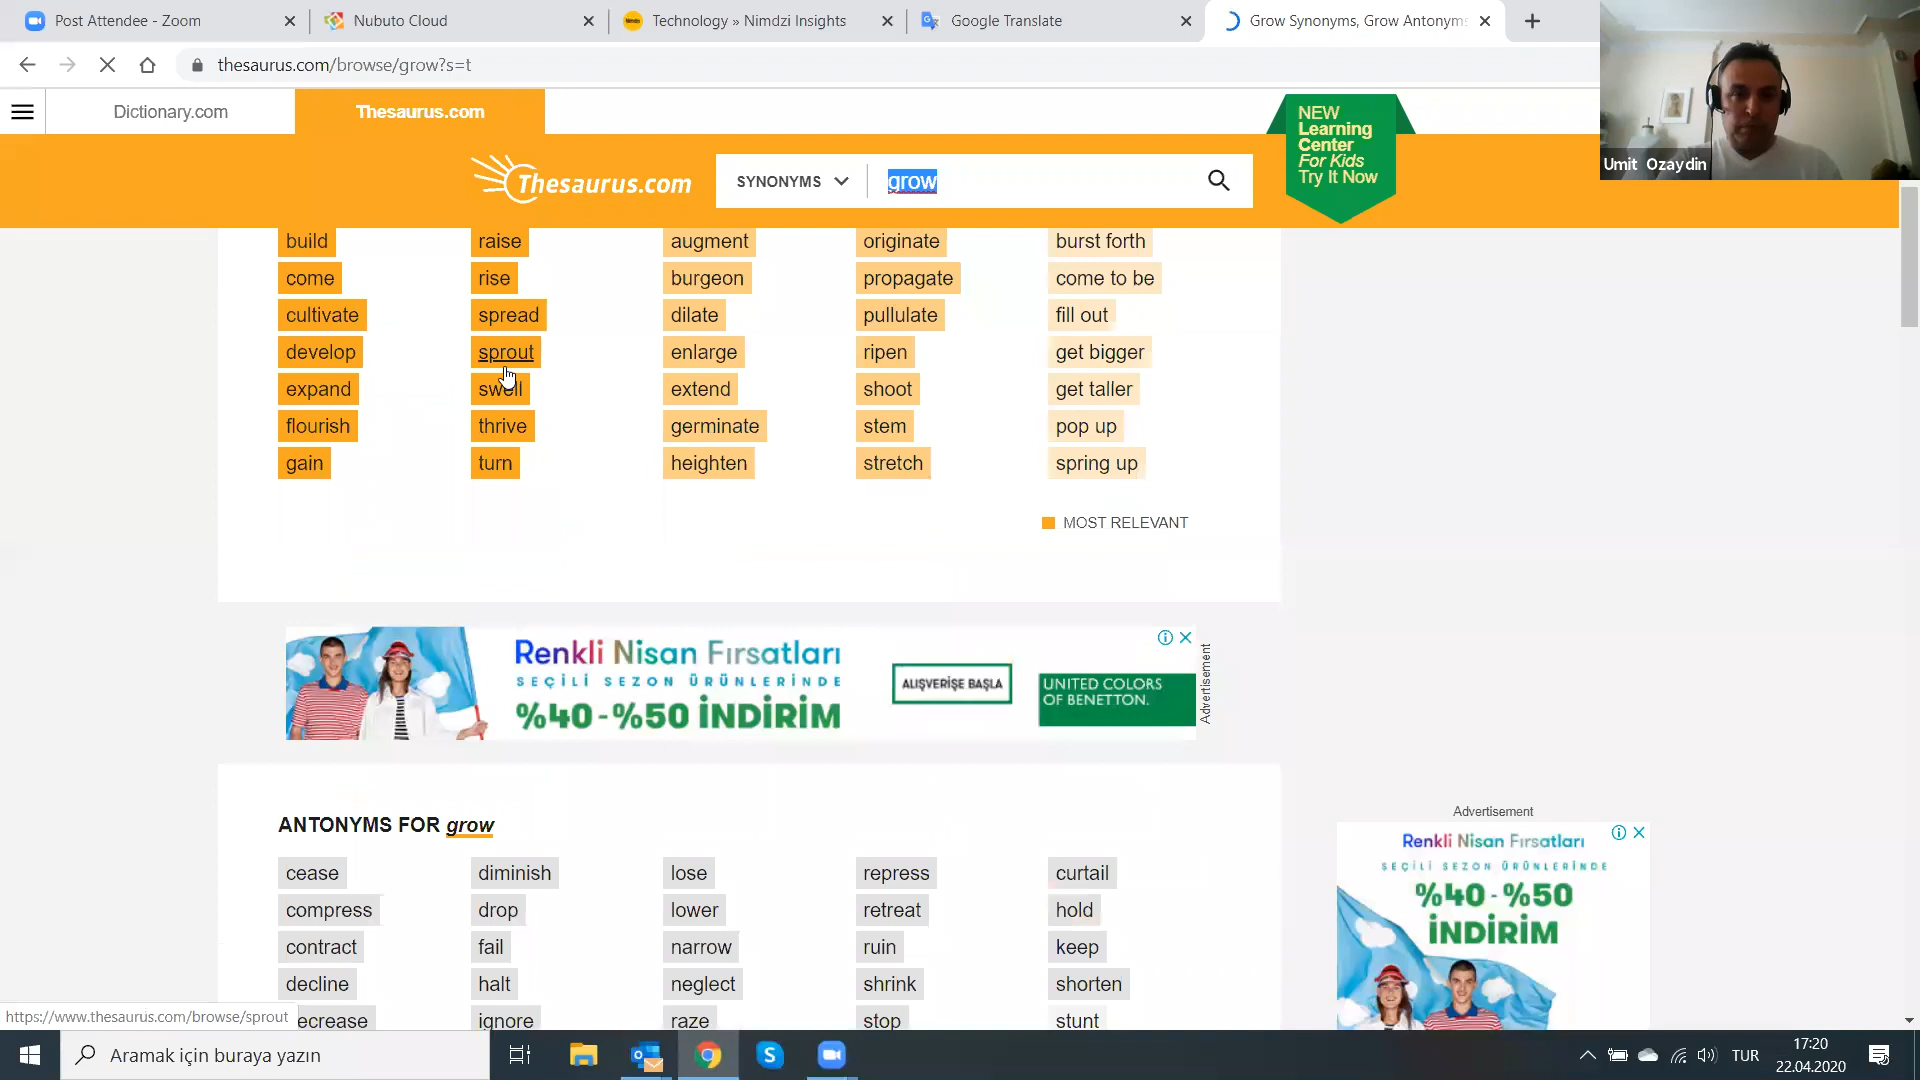 Post Attendee - Zoom
Nubuto Cloud
Technology » Nimdzi Insights
Google Translate
Grow Synonyms, Grow Antonyms
thesaurus.com/browse/grow?s=t
Dictionary.com
Thesaurus.com
NEW
Learning
Center
For Kids
Try It Now
Umit Ozaydin
Thesaurus.com
SYNONYMS
grow
build raise augment originate burst forth
come rise burgeon propagate come to be
cultivate spread dilate pullulate fill out
develop sprout enlarge ripen get bigger
expand swell extend shoot get taller
flourish thrive germinate stem pop up
gain turn heighten stretch spring up
MOST RELEVANT
Renkli Nisan Fırsatları
SEÇİLİ SEZON ÜRÜNLERİNDE
%40-%50 İNDİRİM
ALIŞVERİŞE BAŞLA
UNITED COLORS
OF BENETTON.
Advertisement
ANTONYMS FOR grow
cease diminish lose repress curtail
compress drop lower retreat hold
contract fail narrow ruin keep
decline halt neglect shrink shorten
ecrease ignore raze stop stunt
Advertisement
Renkli Nisan Fırsatları
SEÇİLİ SEZON ÜRÜNLERİNDE
%40-%50
İNDİRİM
https://www.thesaurus.com/browse/sprout
Aramak için buraya yazın
TUR
17:20
22.04.2020